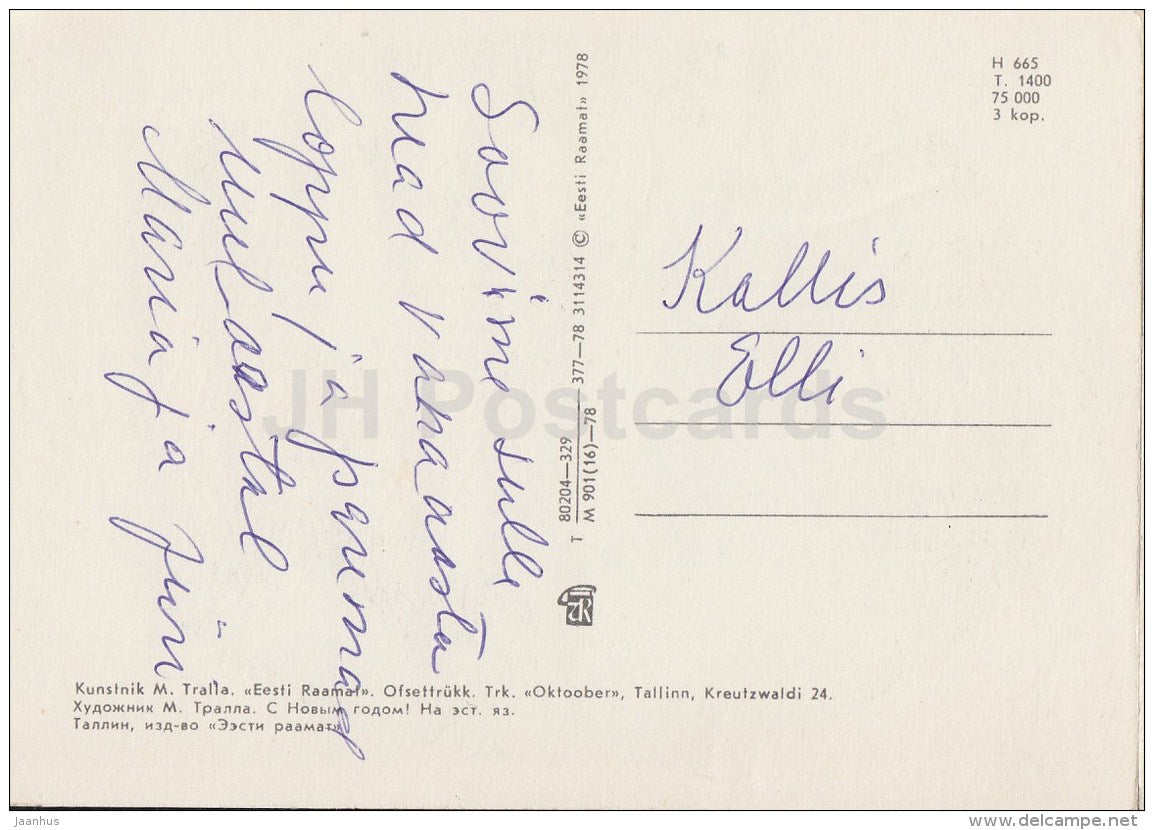 Soovime sulle
head vana aasta
lõppu ja paremad
uuel aastal
Maria ja Jüri
Kallis
Elli
H 665
T. 1400
75 000
3 kop.
T 80204—329 377—78 3114314 © «Eesti Raamat» 1978
M 901(16)—78
Kunstnik M. Tralla. «Eesti Raamat». Ofsettrükk. Trk. «Oktoober», Tallinn, Kreutzwaldi 24.
Художник М. Тралла. С Новым годом! На эст. яз.
Таллин, изд-во «Ээсти раамат»
JH Postcards
Jaanhus
www.delcampe.net